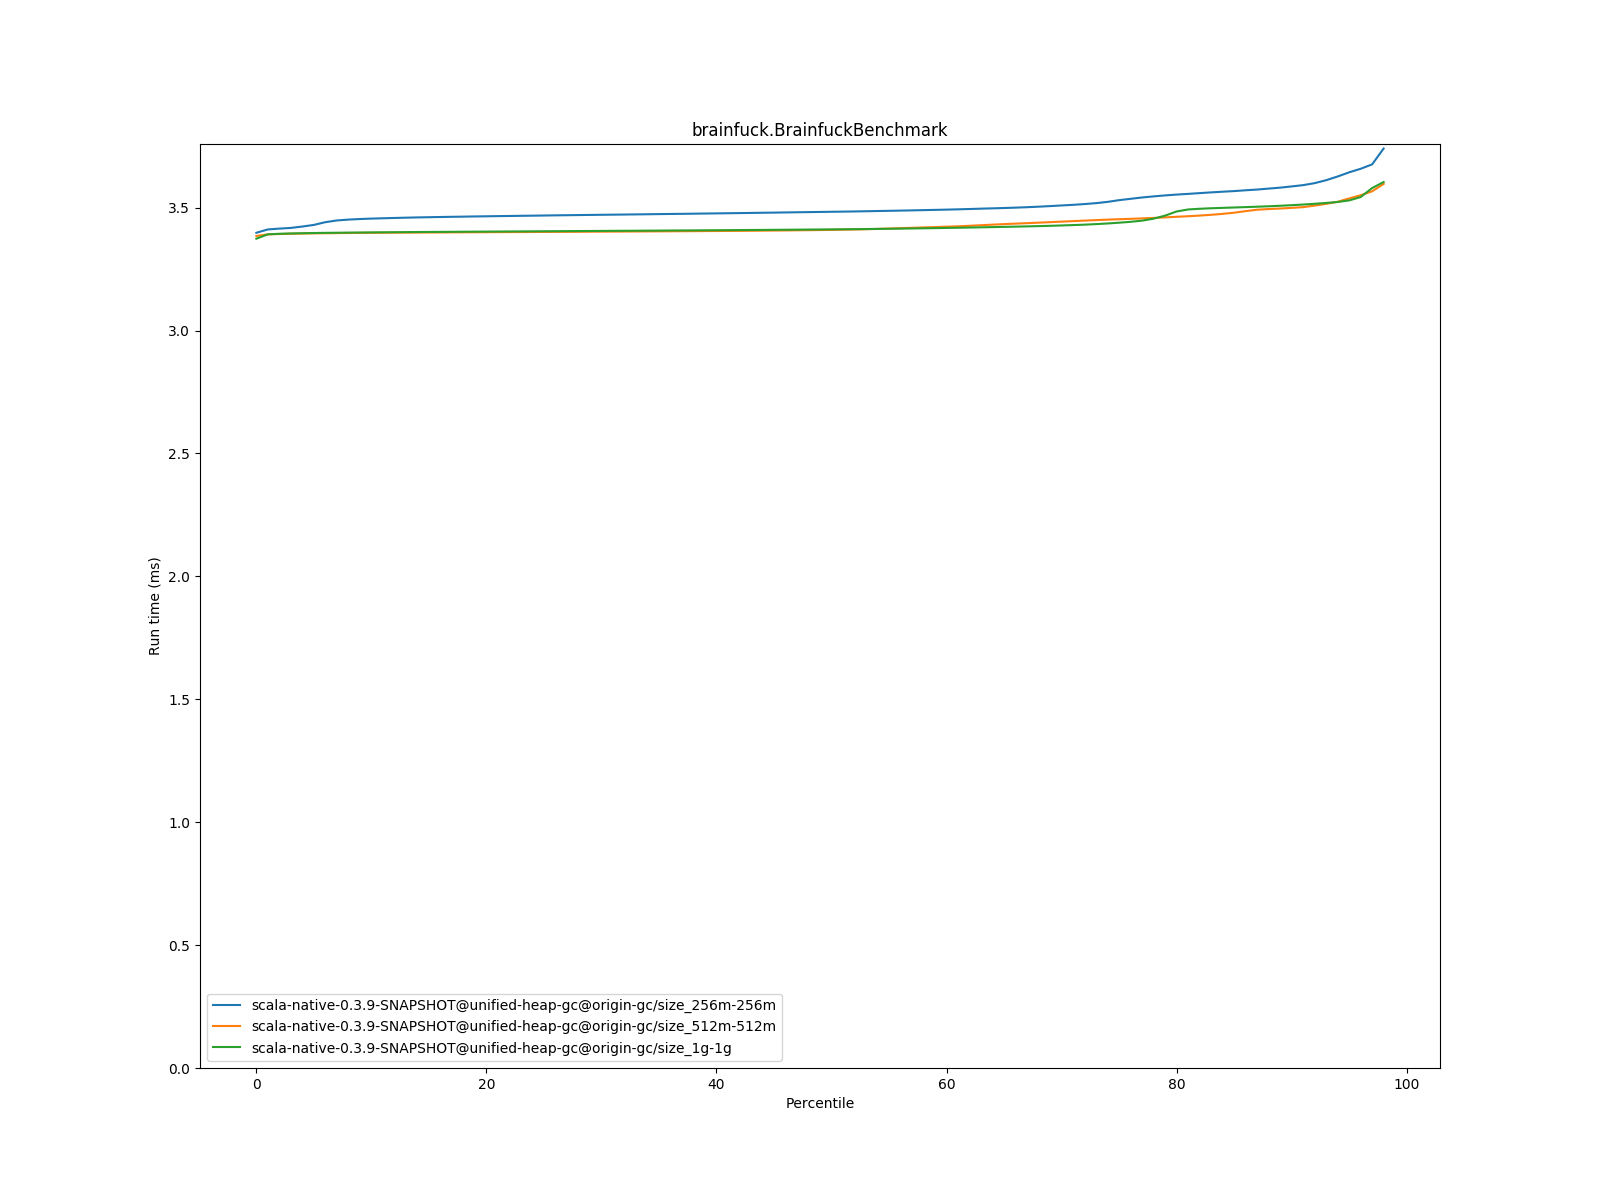 brainfuck.BrainfuckBenchmark
3.5
3.0
2.5
2.0
1.5
1.0
0.5
0.0
Run time (ms)
scala-native-0.3.9-SNAPSHOT@unified-heap-gc@origin-gc/size_256m-256m
scala-native-0.3.9-SNAPSHOT@unified-heap-gc@origin-gc/size_512m-512m
scala-native-0.3.9-SNAPSHOT@unified-heap-gc@origin-gc/size_1g-1g
0 20 40 60 80 100
Percentile